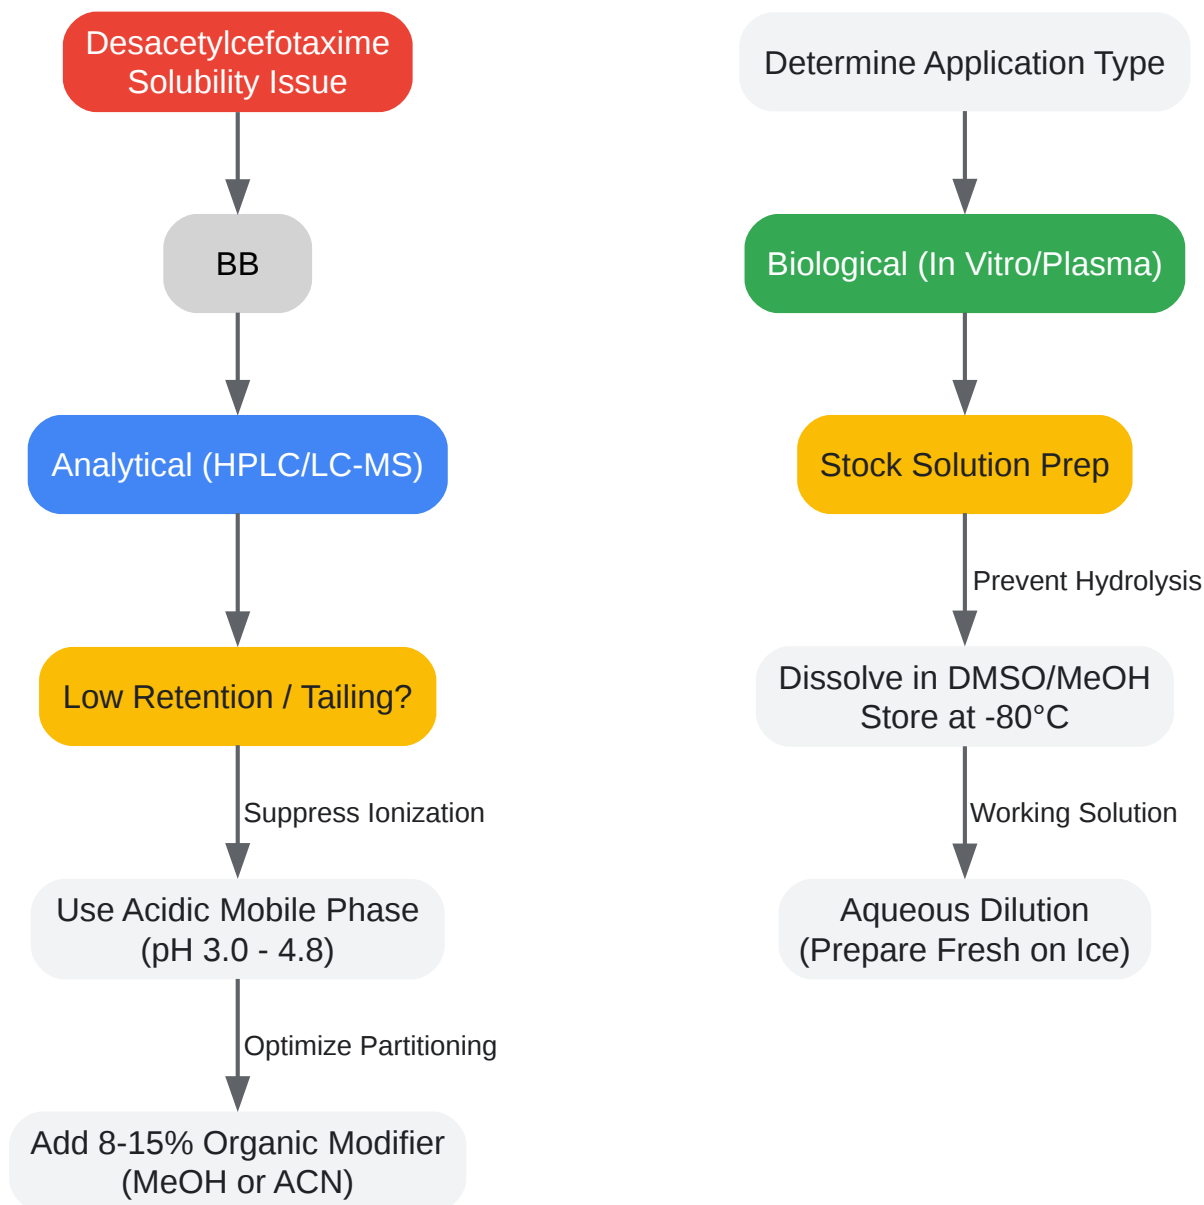 Desacetylcefotaxime
Solubility Issue
BB
Analytical (HPLC/LC-MS)
Low Retention / Tailing?
Suppress Ionization
Use Acidic Mobile Phase
(pH 3.0 - 4.8)
Optimize Partitioning
Add 8-15% Organic Modifier
(MeOH or ACN)
Determine Application Type
Biological (In Vitro/Plasma)
Stock Solution Prep
Prevent Hydrolysis
Dissolve in DMSO/MeOH
Store at -80°C
Working Solution
Aqueous Dilution
(Prepare Fresh on Ice)